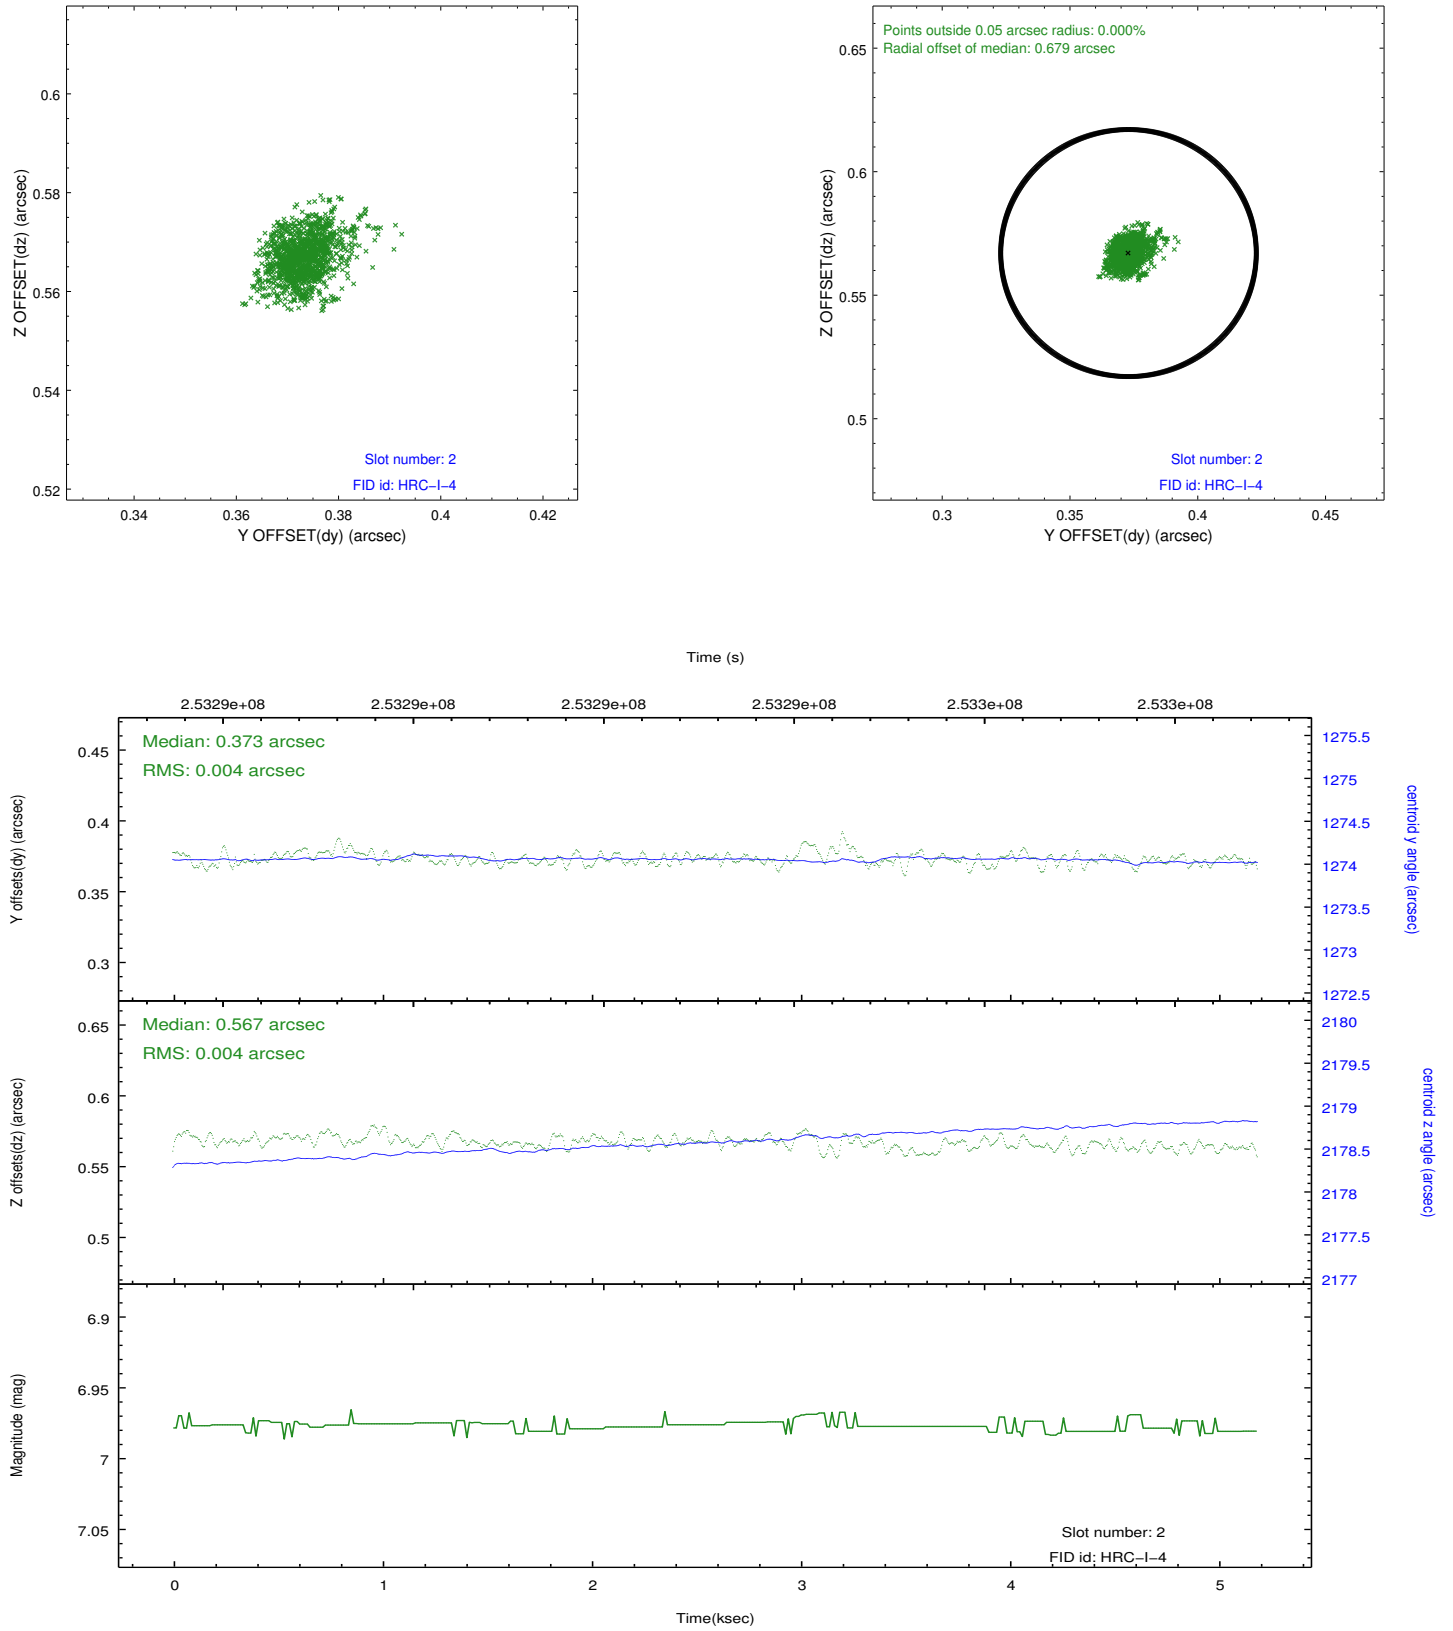 0.6
0.58
0.56
0.54
0.52
Z OFFSET(dz) (arcsec)
Slot number: 2
FID id: HRC-I-4
0.34
0.36
0.38
0.4
0.42
Y OFFSET(dy) (arcsec)
Points outside 0.05 arcsec radius: 0.000%
Radial offset of median: 0.679 arcsec
0.65
0.6
0.55
0.5
Z OFFSET(dz) (arcsec)
Slot number: 2
FID id: HRC-I-4
0.3
0.35
0.4
0.45
Y OFFSET(dy) (arcsec)
Time (s)
2.5329e+08
2.5329e+08
2.5329e+08
2.5329e+08
2.533e+08
2.533e+08
Median: 0.373 arcsec
RMS: 0.004 arcsec
0.45
0.4
0.35
0.3
Y offsets(dy) (arcsec)
1275.5
1275
1274.5
1274
1273.5
1273
1272.5
centroid y angle (arcsec)
Median: 0.567 arcsec
RMS: 0.004 arcsec
0.65
0.6
0.55
0.5
Z offsets(dz) (arcsec)
2180
2179.5
2179
2178.5
2178
2177.5
2177
centroid z angle (arcsec)
6.9
6.95
7
7.05
Magnitude (mag)
Slot number: 2
FID id: HRC-I-4
0
1
2
3
4
5
Time(ksec)